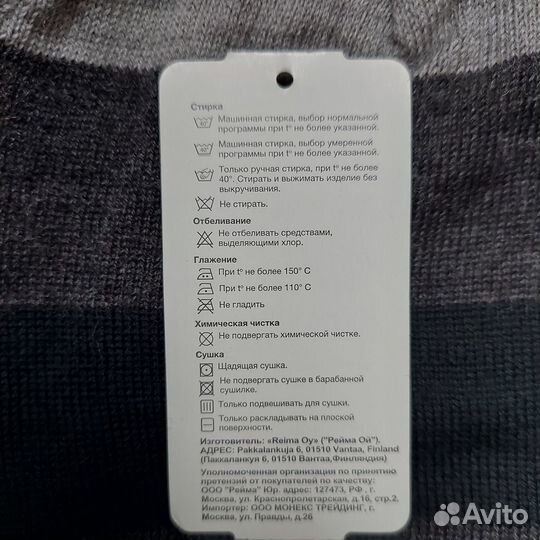 Стирка
40° Машинная стирка, выбор нормальной
программы при t° не более указанной.
40° Машинная стирка, выбор умеренной
программы при t° не более указанной.
Только ручная стирка, при t° не более
40°. Стирать и выжимать изделие без
выкручивания.
Не стирать.
Отбеливание
Не отбеливать средствами,
выделяющими хлор.
Глажение
При t° не более 150° С
При t° не более 110° С
Не гладить
Химическая чистка
Не подвергать химической чистке.
Сушка
Щадящая сушка.
Не подвергать сушке в барабанной
сушилке.
Только подвешивать для сушки.
Только раскладывать на плоской
поверхности.
Изготовитель: «Reima Oy» ("Рейма Ой"),
АДРЕС: Pakkalankuja 6, 01510 Vantaa, Finland
(Паккаланкуя 6, 01510 Вантаа,Финляндия)
Уполномоченная организация по принятию
претензий от покупателей по качеству:
ООО "Рейма" Юр. адрес: 127473, РФ , г.
Москва, ул. Краснопролетарская, д.16, стр.2.
Импортер: ООО МОНЕКС ТРЕЙДИНГ, г.
Москва, ул. Правды, д.26
Avito